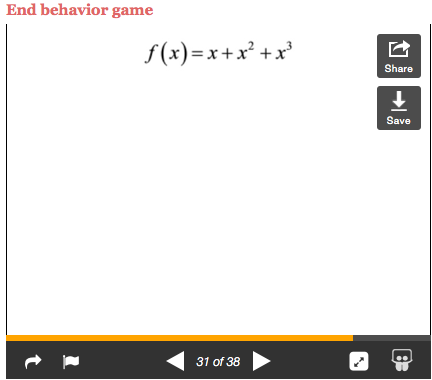 End behavior game
f(x)=x+x²+x³
Share
Save
31 of 38